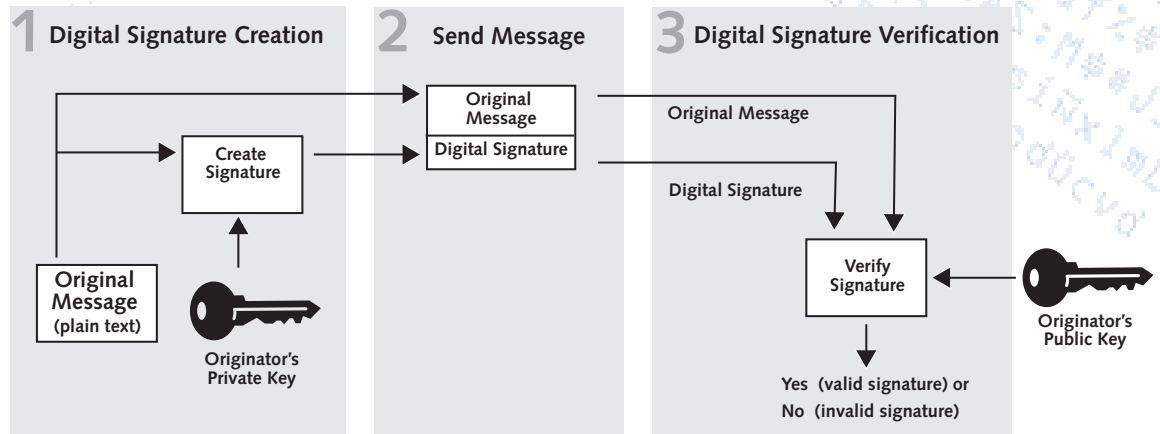 1 Digital Signature Creation
Original
Message
(plain text)
Create
Signature
Originator's
Private Key
2 Send Message
Original
Message
Digital Signature
3 Digital Signature Verification
Original Message
Digital Signature
Verify
Signature
Originator's
Public Key
Yes (valid signature) or
No (invalid signature)